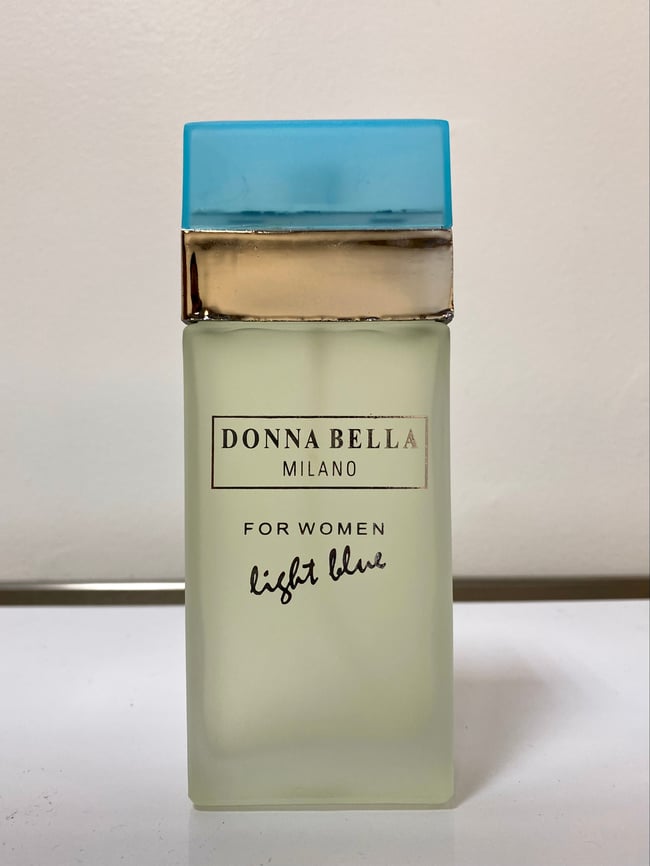 DONNA BELLA
MILANO
FOR WOMEN
light blue